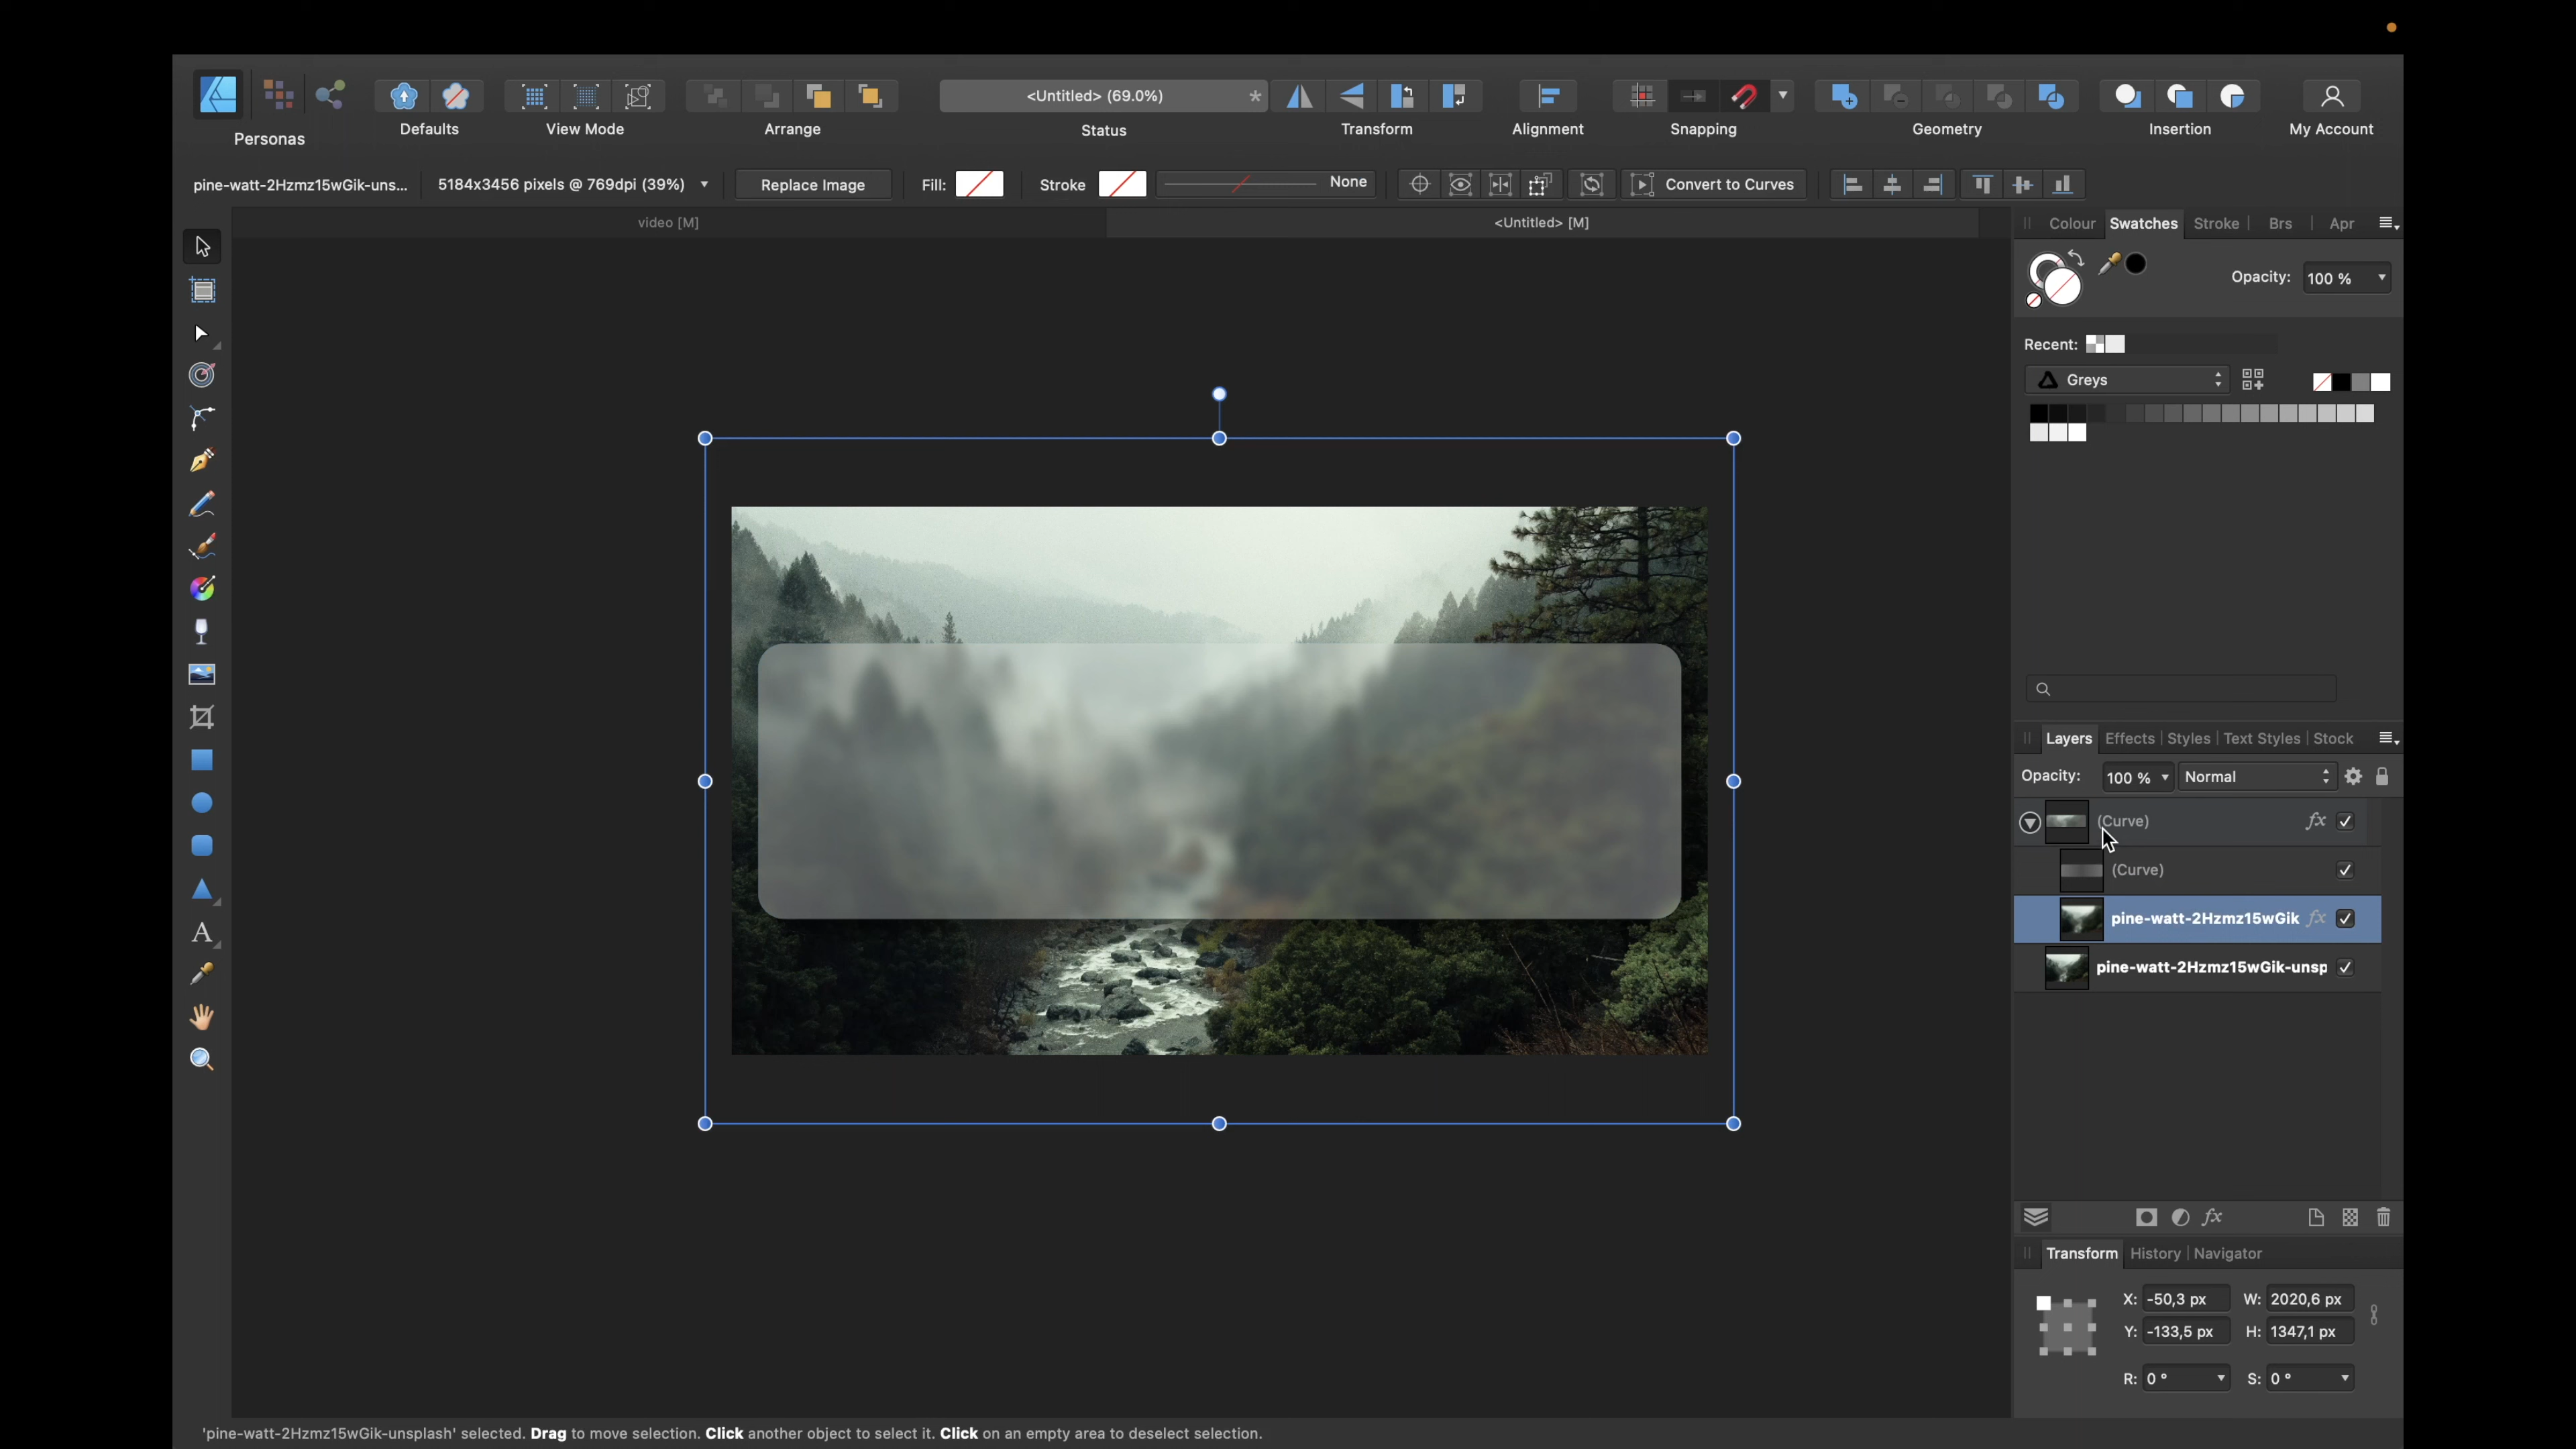 <Untitled> (69.0%)
*
Personas
Defaults
View Mode
Arrange
Status
Transform
Alignment
Snapping
Geometry
Insertion
My Account
pine-watt-2Hzmz15wGik-uns...
5184x3456 pixels @ 769dpi (39%)
Replace Image
Fill:
Stroke
None
Convert to Curves
video [M]
<Untitled> [M]
Colour
Swatches
Stroke
Brs
Apr
Opacity:
100 %
Recent:
Greys
Layers
Effects
Styles
Text Styles
Stock
Opacity:
100 %
Normal
(Curve)
fx
(Curve)
pine-watt-2Hzmz15wGik
fx
pine-watt-2Hzmz15wGik-unsp
fx
Transform
History
Navigator
X: -50,3 px
W: 2020,6 px
Y: -133,5 px
H: 1347,1 px
R: 0 °
S: 0 °
'pine-watt-2Hzmz15wGik-unsplash' selected. Drag to move selection. Click another object to select it. Click on an empty area to deselect selection.